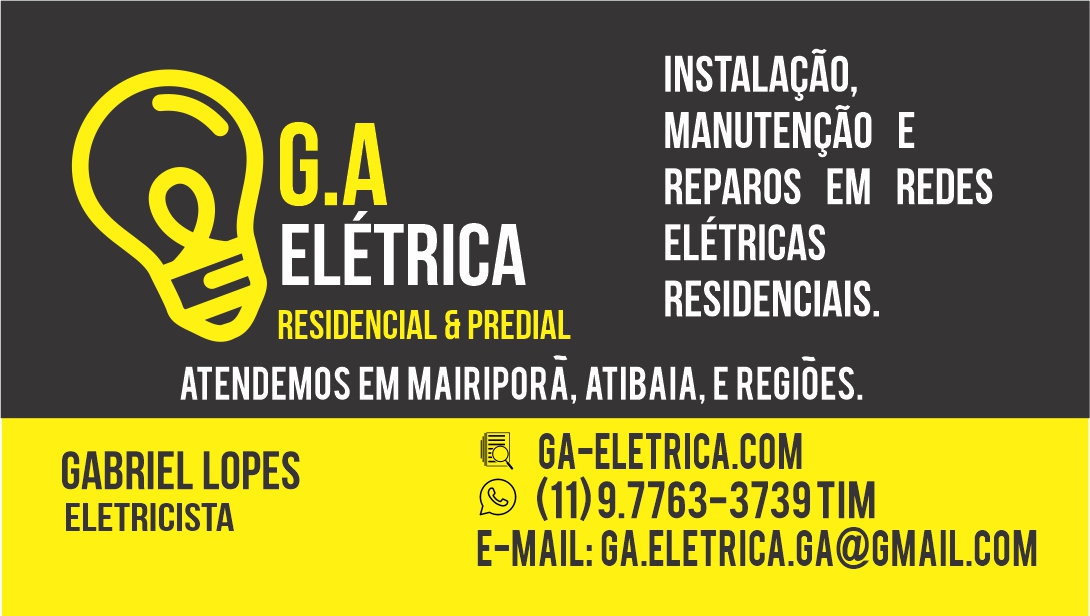 G.A
ELÉTRICA
RESIDENCIAL & PREDIAL
INSTALAÇÃO,
MANUTENÇÃO E
REPAROS EM REDES
ELÉTRICAS
RESIDENCIAIS.
ATENDEMOS EM MAIRIPORÃ, ATIBAIA, E REGIÕES.
GABRIEL LOPES
ELETRICISTA
GA-ELETRICA.COM
(11) 9.7763-3739 TIM
E-MAIL: GA.ELETRICA.GA@GMAIL.COM